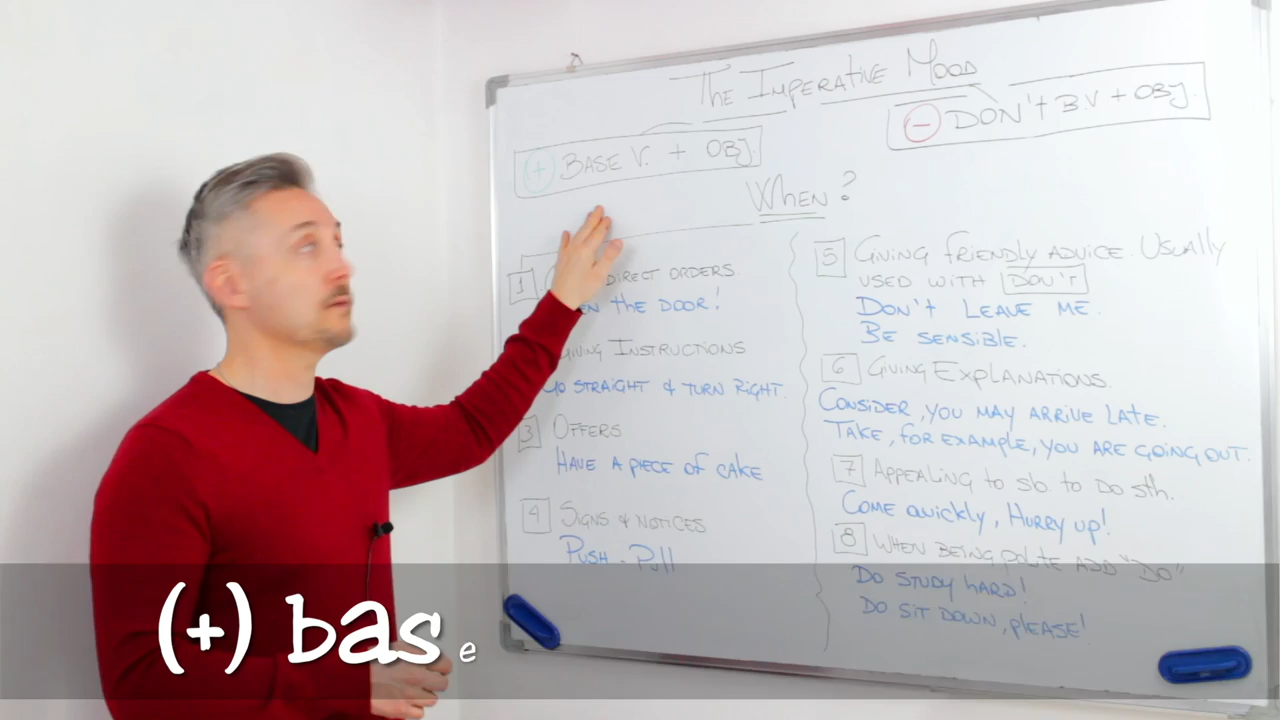 The Imperative Mood
(+) BASE V. + OBJ
(-) DON'T BV + OBJ.
When?
1 DIRECT ORDERS
THE DOOR!
Giving Instructions
GO STRAIGHT & TURN RIGHT.
3 OFFERS
HAVE A PIECE OF CAKE
4 SIGNS & NOTICES
PUSH - PULL
5 GIVING FRIENDLY ADVICE. USUALLY
USED WITH DON'T
DON'T LEAVE ME.
BE SENSIBLE.
6 GIVING EXPLANATIONS.
CONSIDER, YOU MAY ARRIVE LATE.
TAKE, FOR EXAMPLE, YOU ARE GOING OUT.
7 APPEALING TO SB. TO DO STH.
COME QUICKLY, HURRY UP!
8 WHEN BEING POLITE ADD "DO"
DO STUDY HARD!
DO SIT DOWN, PLEASE!
(+) base